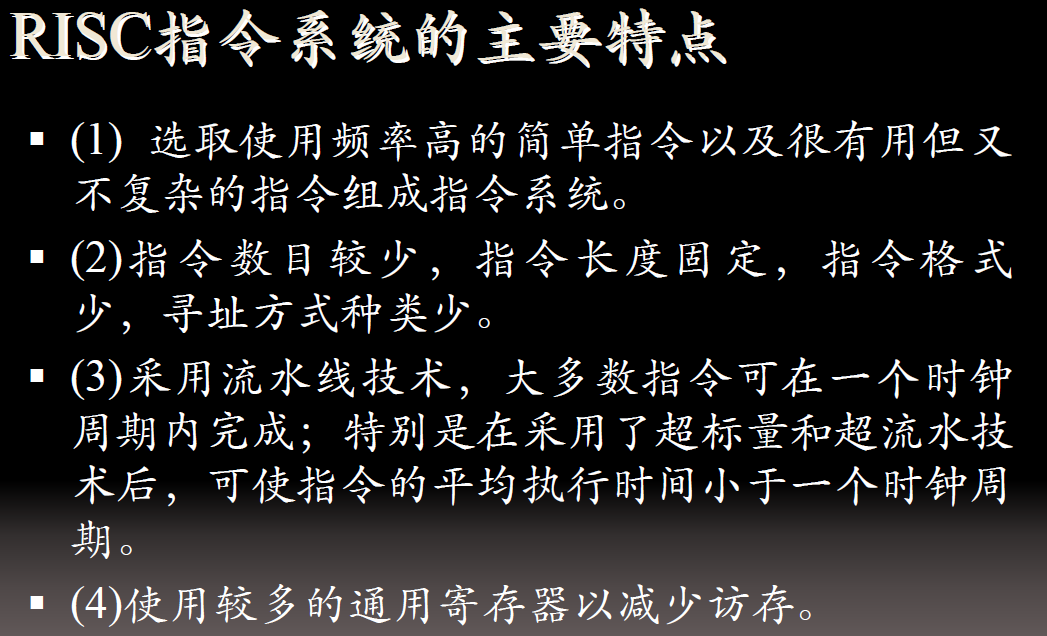 RISC指令系统的主要特点
▪ (1) 选取使用频率高的简单指令以及很有用但又
不复杂的指令组成指令系统。
▪ (2)指令数目较少，指令长度固定，指令格式
少，寻址方式种类少。
▪ (3)采用流水线技术，大多数指令可在一个时钟
周期内完成；特别是在采用了超标量和超流水技
术后，可使指令的平均执行时间小于一个时钟周
期。
▪ (4)使用较多的通用寄存器以减少访存。